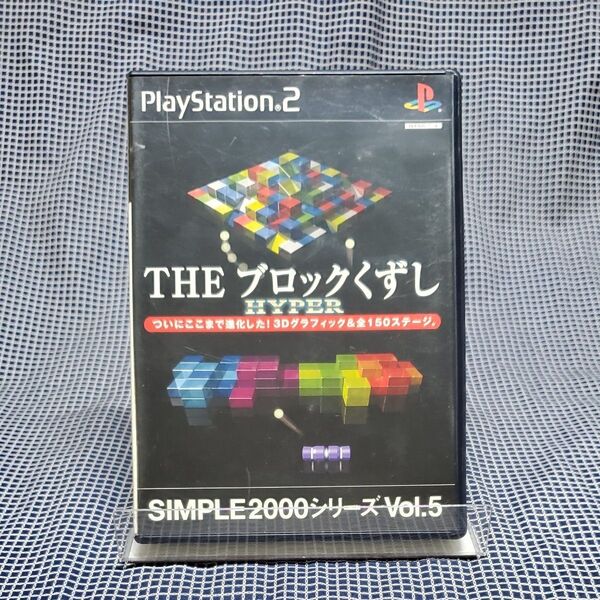 PlayStation®2
THE ブロックくずし
HYPER
ついにここまで進化した！3Dグラフィック＆全150ステージ。
SIMPLE2000シリーズ Vol.5